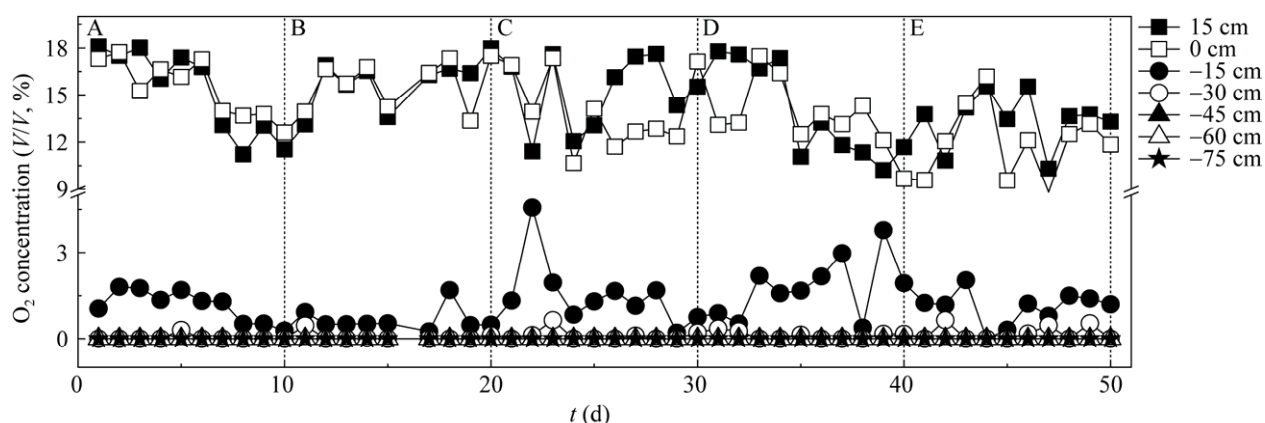 A B C D E
18
15
12
9
3
0
O₂ concentration (V/V, %)
0 10 20 30 40 50
t (d)
15 cm
0 cm
–15 cm
–30 cm
–45 cm
–60 cm
–75 cm